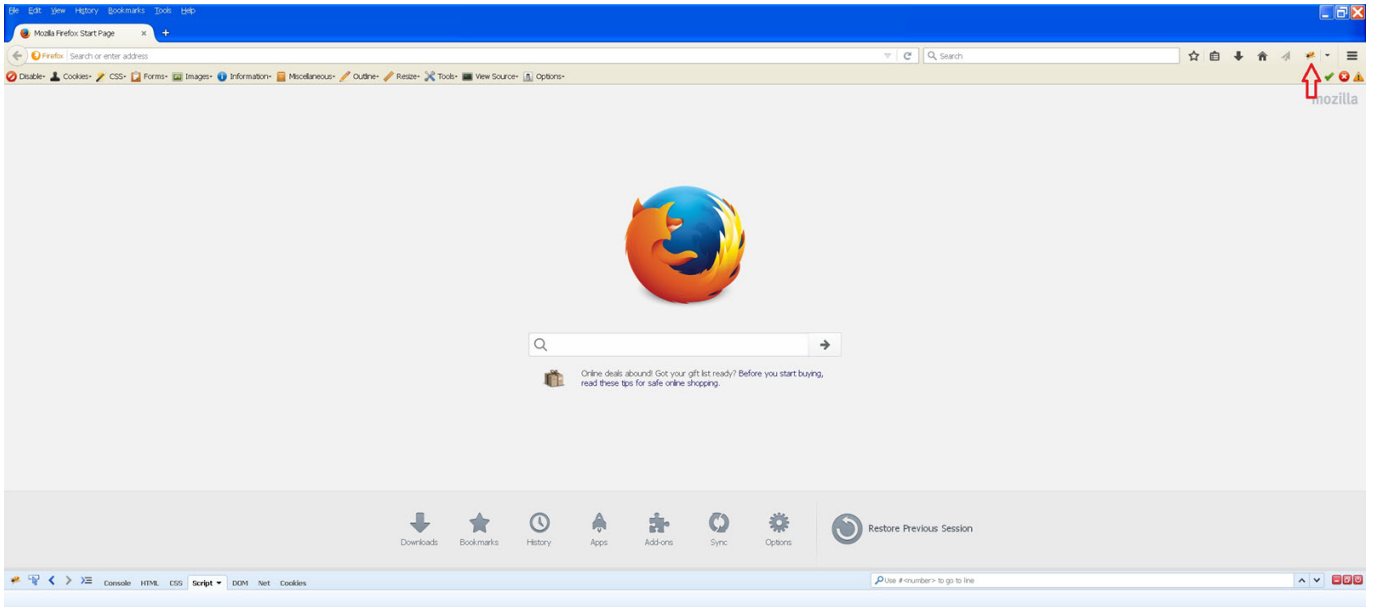 File Edit View History Bookmarks Tools Help
Mozilla Firefox Start Page
Firefox Search or enter address Search
Disable Cookies CSS Forms Images Information Miscellaneous Outline Resize Tools View Source Options
mozilla
Online deals abound! Got your gift list ready? Before you start buying,
read these tips for safe online shopping.
Downloads Bookmarks History Apps Add-ons Sync Options Restore Previous Session
Console HTML CSS Script DOM Net Cookies Use #<number> to go to line